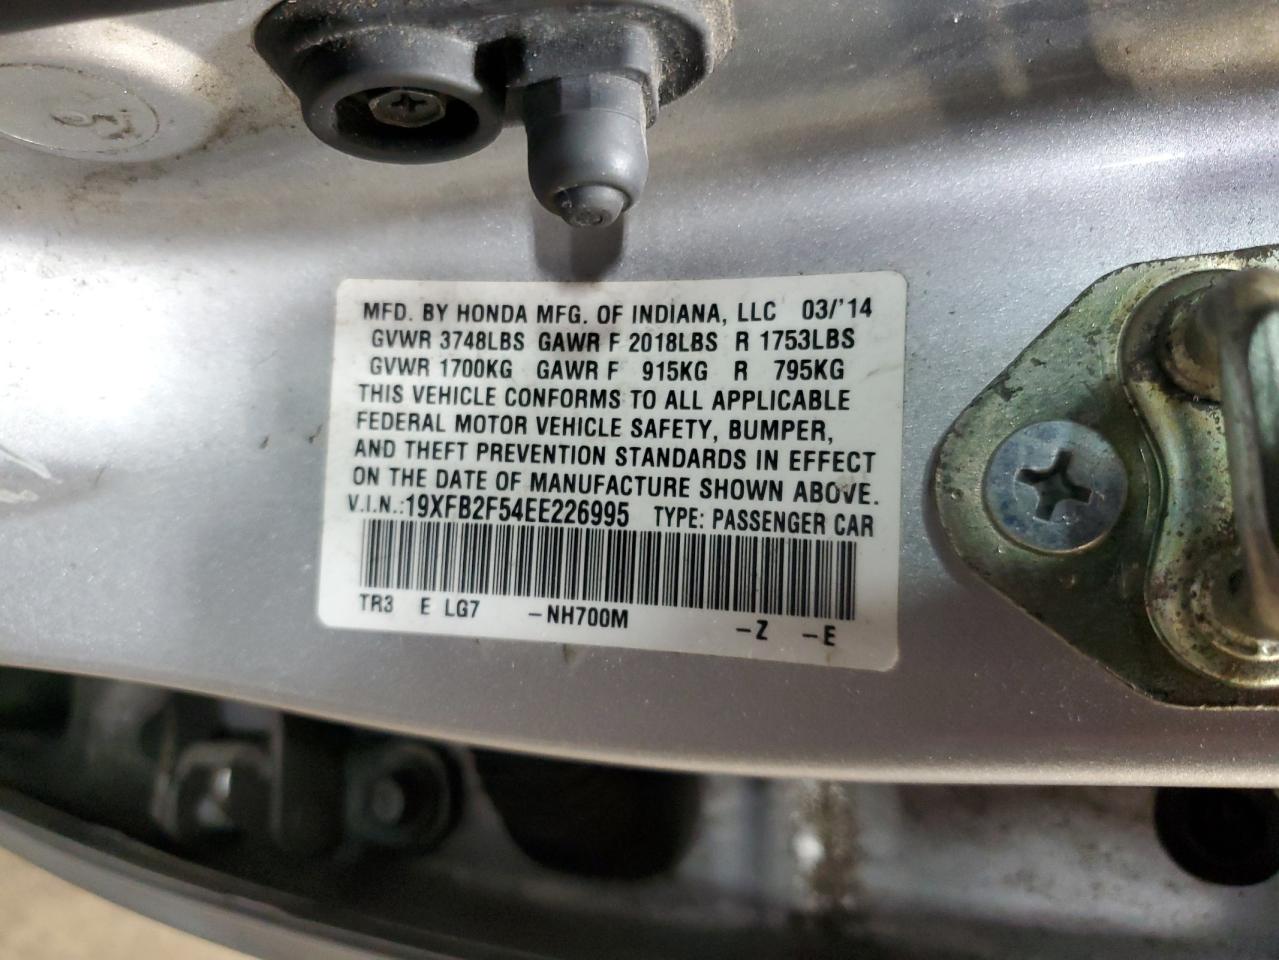 5
MFD. BY HONDA MFG. OF INDIANA, LLC 03/'14
GVWR 3748LBS GAWR F 2018LBS R 1753LBS
GVWR 1700KG GAWR F 915KG R 795KG
THIS VEHICLE CONFORMS TO ALL APPLICABLE
FEDERAL MOTOR VEHICLE SAFETY, BUMPER,
AND THEFT PREVENTION STANDARDS IN EFFECT
ON THE DATE OF MANUFACTURE SHOWN ABOVE.
V.I.N.:19XFB2F54EE226995 TYPE: PASSENGER CAR
TR3 E LG7 -NH700M -Z -E